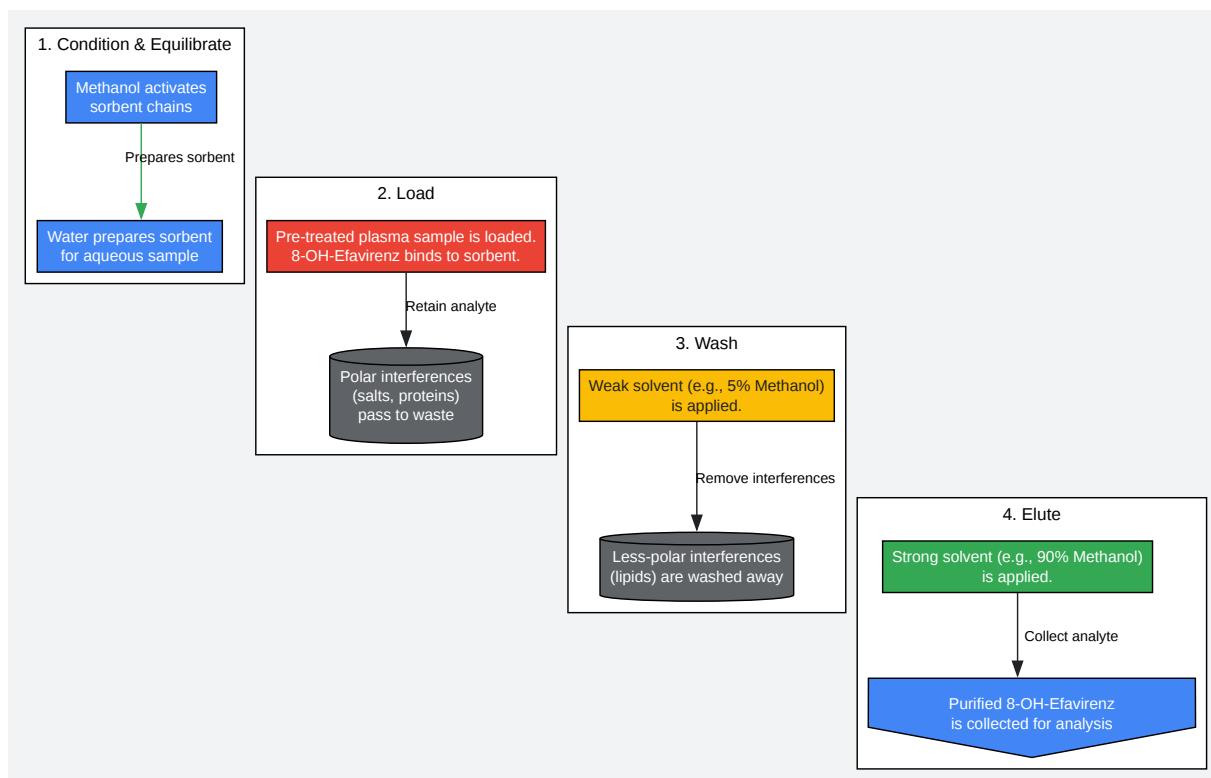 1. Condition & Equilibrate
Methanol activates
sorbent chains
Prepares sorbent
Water prepares sorbent
for aqueous sample
2. Load
Pre-treated plasma sample is loaded.
8-OH-Efavirenz binds to sorbent.
Retain analyte
Polar interferences
(salts, proteins)
pass to waste
3. Wash
Weak solvent (e.g., 5% Methanol)
is applied.
Remove interferences
Less-polar interferences
(lipids) are washed away
4. Elute
Strong solvent (e.g., 90% Methanol)
is applied.
Collect analyte
Purified 8-OH-Efavirenz
is collected for analysis